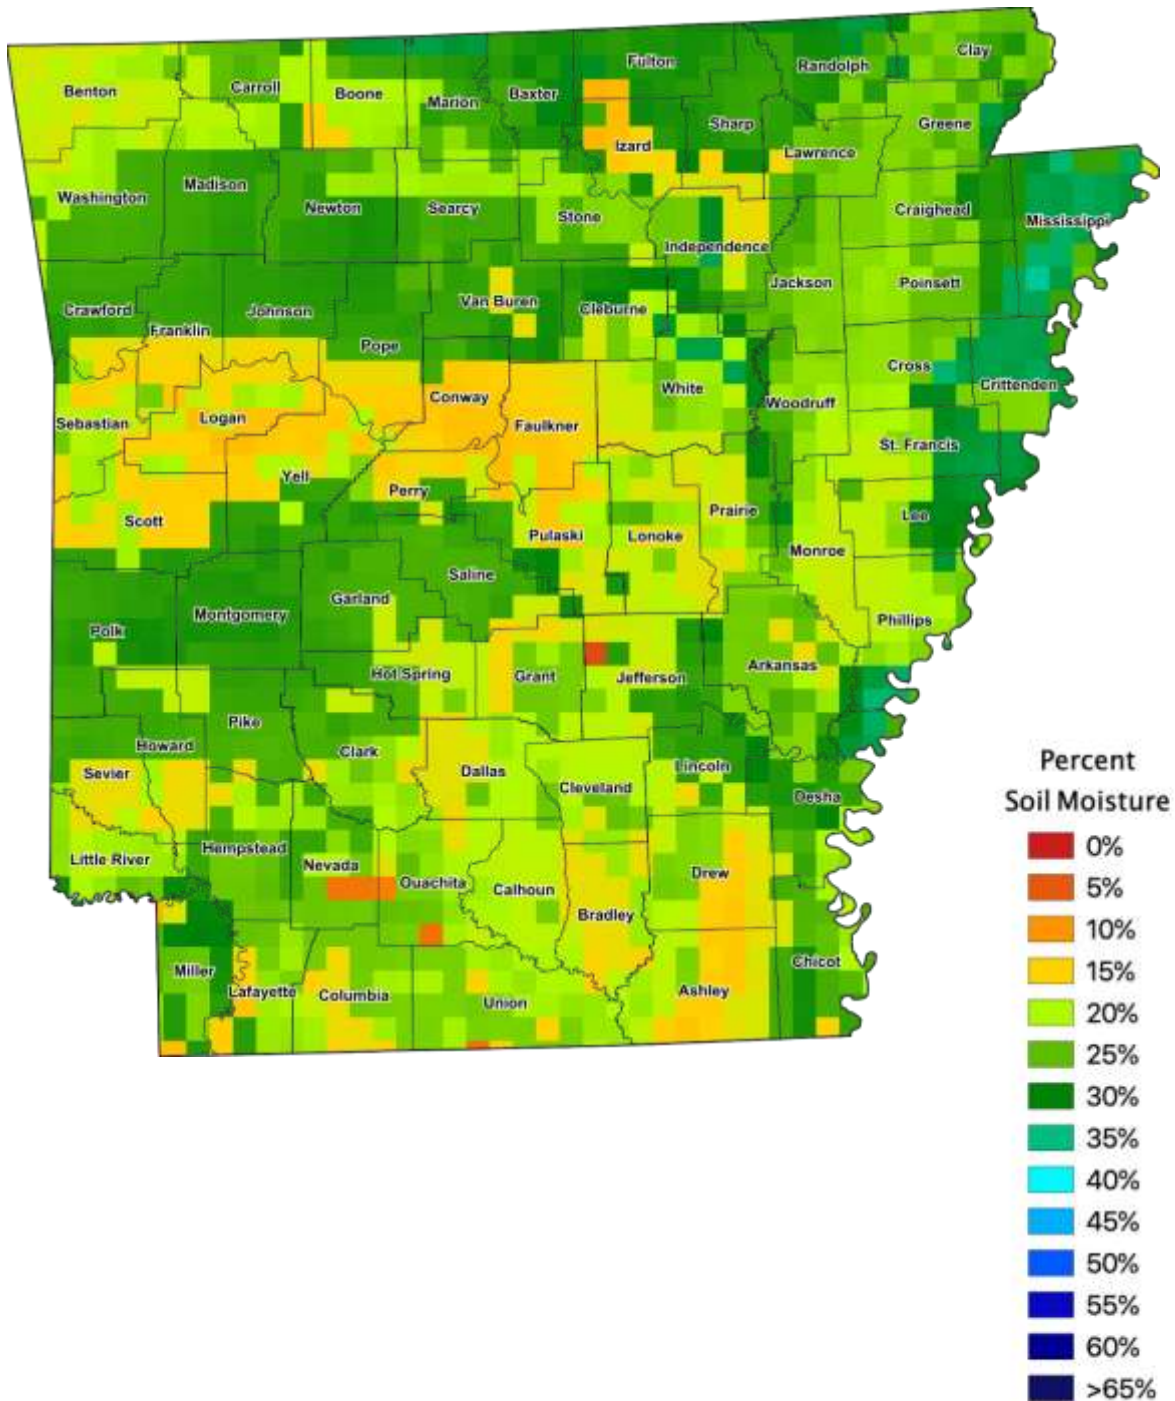 Clay
Fulton
Randolph
Carroll
Benton
Boone
Baxter
Marion
Sharp
Greene
Izard
Lawrence
Madison
Washington
Newton
Searcy
Stone
Craighead
Mississippi
Independence
Jackson
Poinsett
Van Buren
Crawford
Johnson
Cleburne
Franklin
Pope
Cross
Crittenden
White
Conway
Woodruff
Logan
Sebastian
Faulkner
St. Francis
Yell
Perry
Prairie
Lee
Scott
Pulaski
Lonoke
Monroe
Saline
Garland
Montgomery
Phillips
Polk
Arkansas
Hot Spring
Grant
Jefferson
Pike
Howard
Clark
Lincoln
Sevier
Dallas
Cleveland
Desha
Hempstead
Little River
Nevada
Drew
Ouachita
Calhoun
Bradley
Chicot
Miller
Lafayette
Columbia
Ashley
Union
Percent
Soil Moisture
0%
5%
10%
15%
20%
25%
30%
35%
40%
45%
50%
55%
60%
>65%